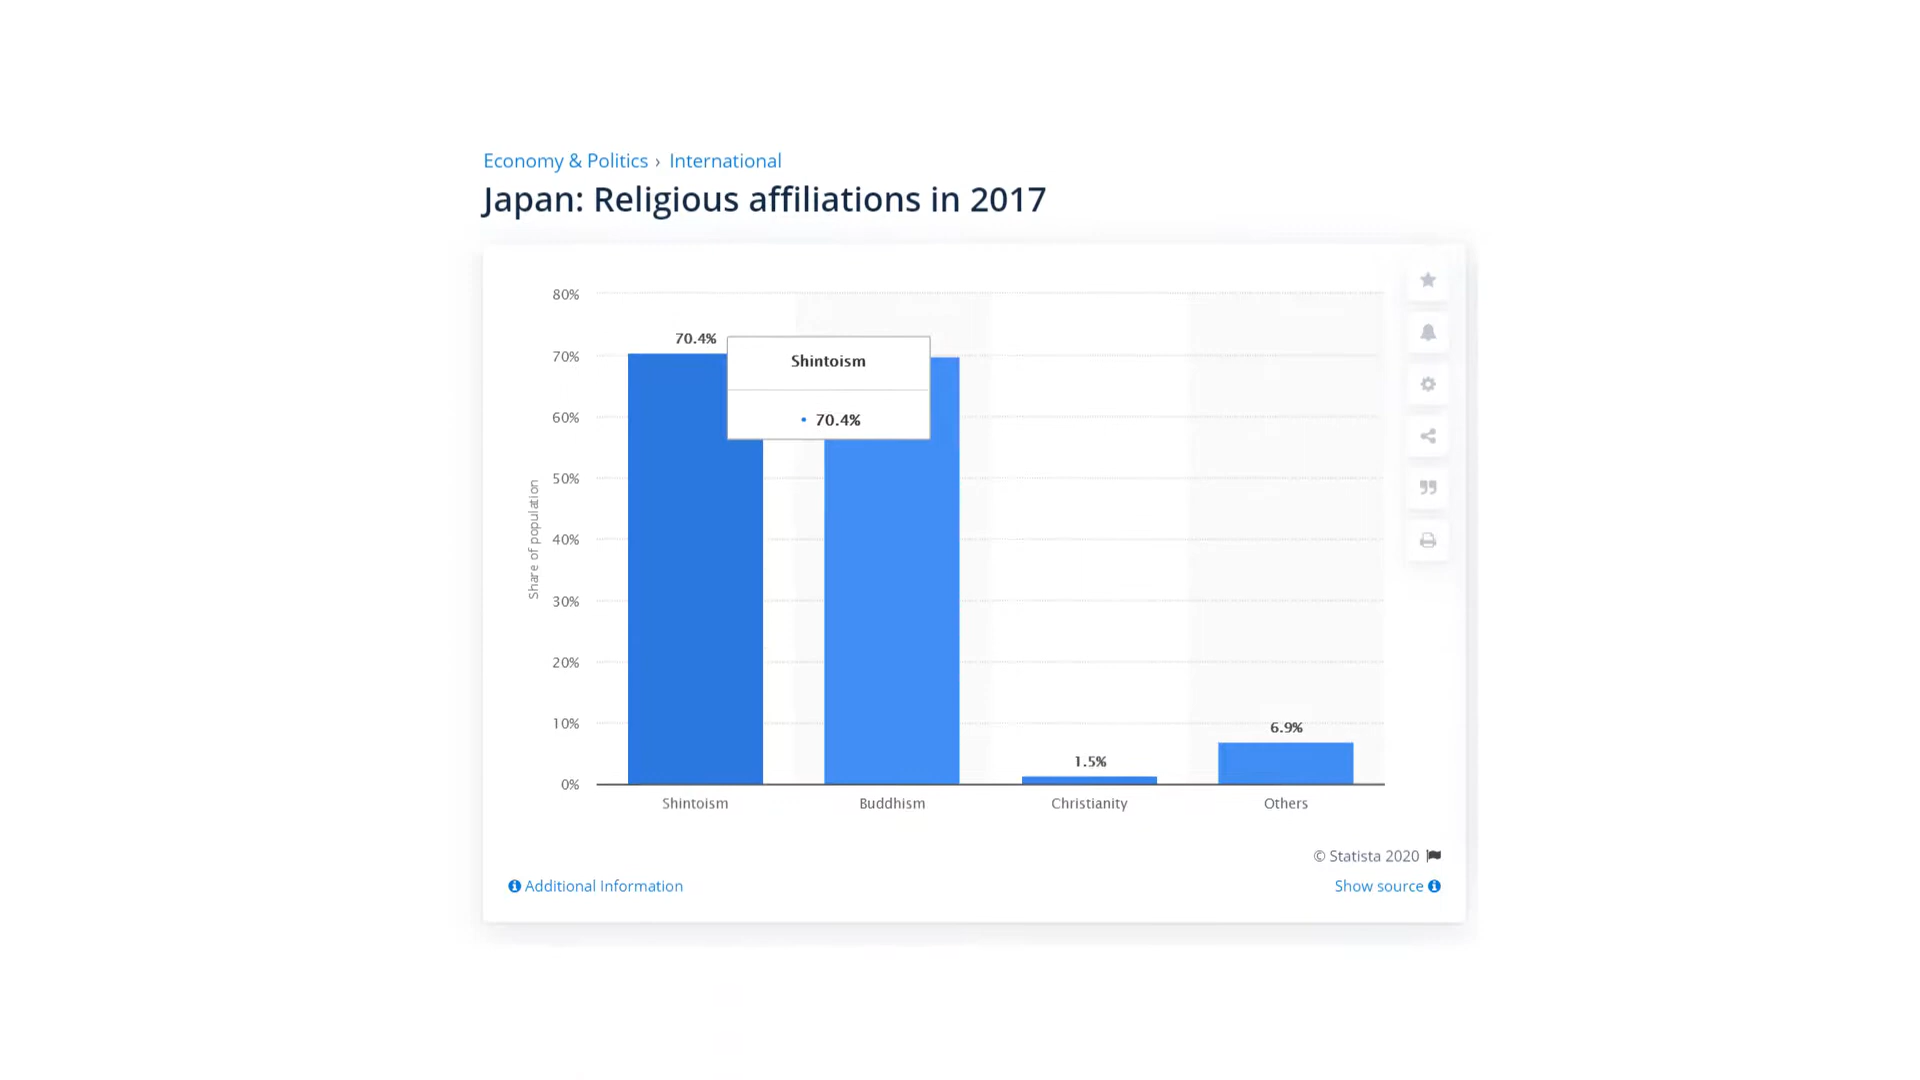 Economy & Politics › International
Japan: Religious affiliations in 2017
80%
70%
60%
50%
40%
30%
20%
10%
0%
Share of population
70.4%
Shintoism
• 70.4%
1.5%
6.9%
Shintoism
Buddhism
Christianity
Others
© Statista 2020
Additional Information
Show source